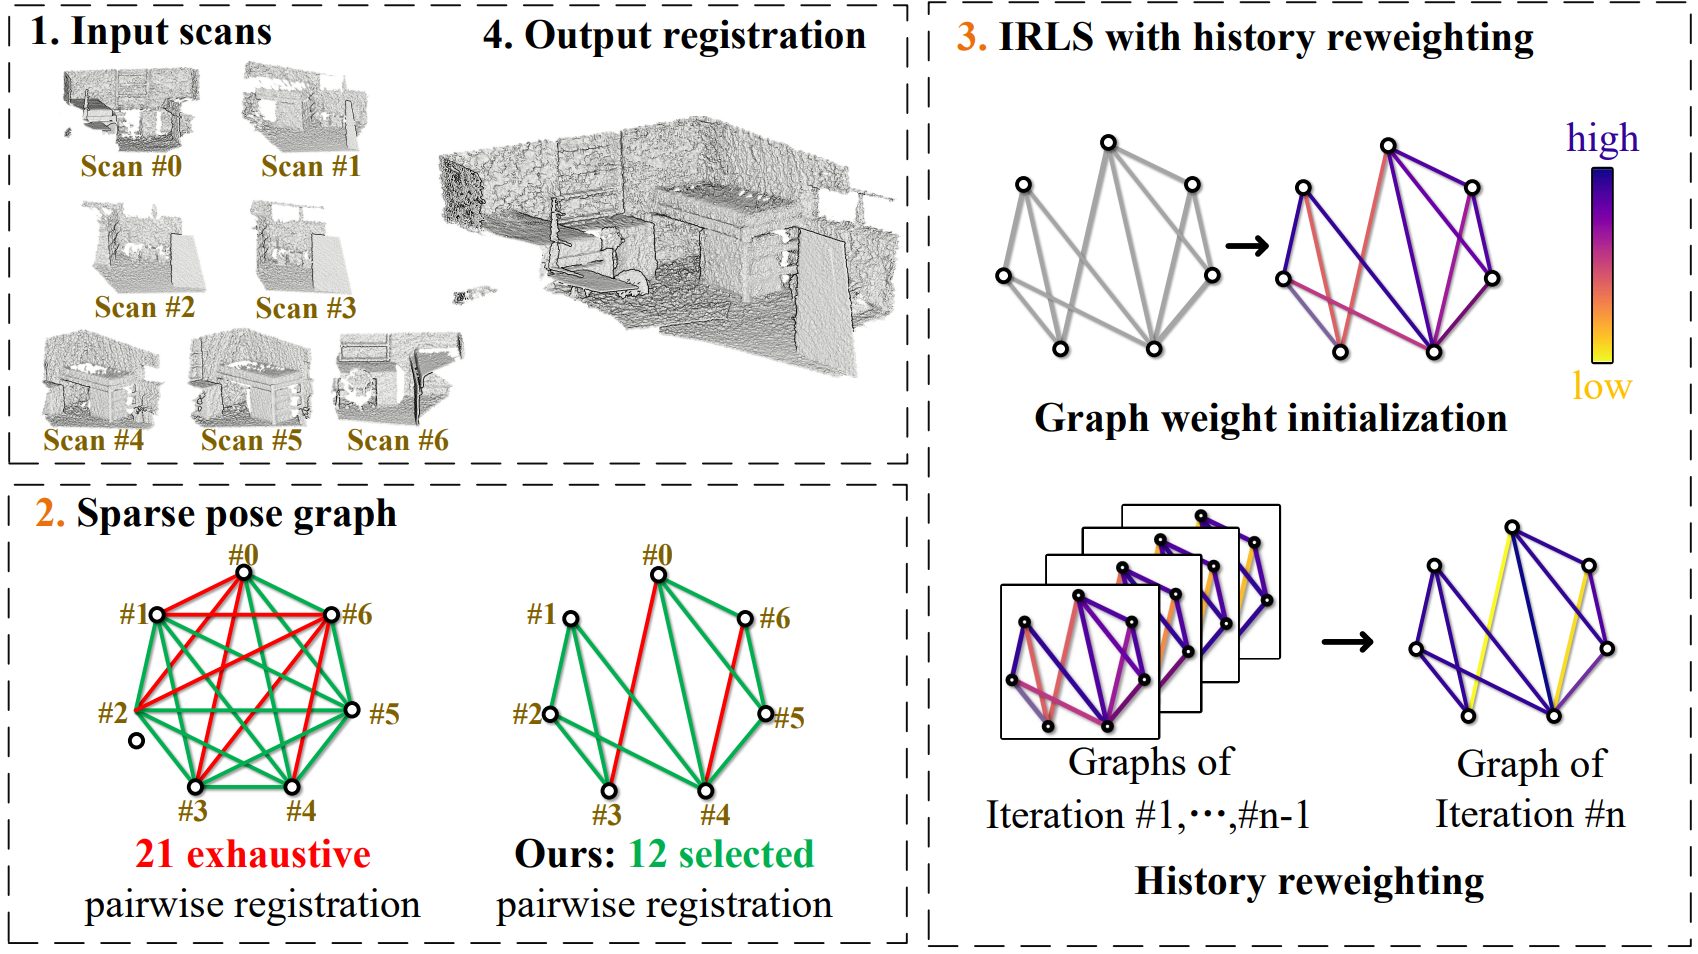 1. Input scans
4. Output registration
Scan #0
Scan #1
Scan #2
Scan #3
Scan #4
Scan #5
Scan #6
2. Sparse pose graph
#0
#1
#6
#2
#5
#3
#4
21 exhaustive
pairwise registration
#0
#1
#6
#2
#5
#3
#4
Ours: 12 selected
pairwise registration
3. IRLS with history reweighting
high
low
Graph weight initialization
Graphs of
Iteration #1,···,#n-1
Graph of
Iteration #n
History reweighting